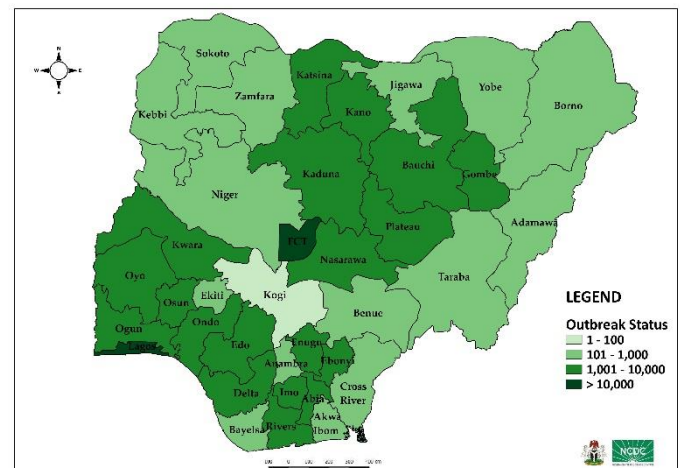 N
W E
S
Sokoto
Katsina
Zamfara
Jigawa
Yobe
Borno
Kebbi
Kano
Kaduna
Bauchi
Gombe
Niger
Adamawa
Plateau
FCT
Kwara
Nasarawa
Taraba
Oyo
Kogi
Osun
Ekiti
Benue
Ogun
Ondo
Lagos
Edo
Enugu
Ebonyi
Anambra
Delta
Imo
Abia
Cross
River
Akwa
Ibom
Bayelsa
Rivers
LEGEND
Outbreak Status
1 - 100
101 - 1,000
1,001 - 10,000
> 10,000
NCDC